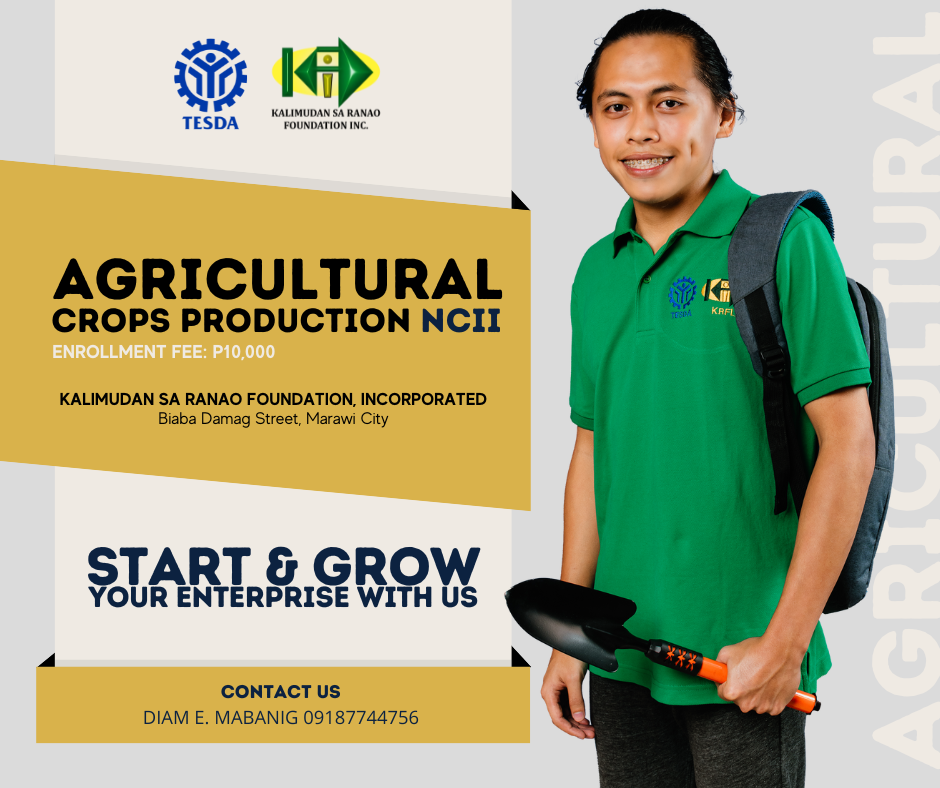 TESDA
KALIMUDAN SA RANAO
FOUNDATION INC.
AGRICULTURAL
CROPS PRODUCTION NCII
ENROLLMENT FEE: P10,000
KALIMUDAN SA RANAO FOUNDATION, INCORPORATED
Biaba Damag Street, Marawi City
START & GROW
YOUR ENTERPRISE WITH US
CONTACT US
DIAM E. MABANIG 09187744756
TESDA
AGRICULTURAL